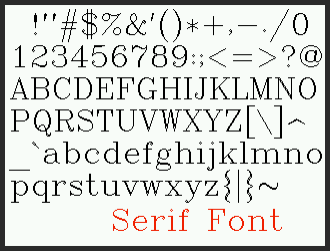 !"#$%&'()*+,-./0
123456789:;<=>?@
ABCDEFGHIJKLMNO
PQRSTUVWXYZ[\]^
_`abcdefghijklmno
pqrstuvwxyz{|}~
Serif Font